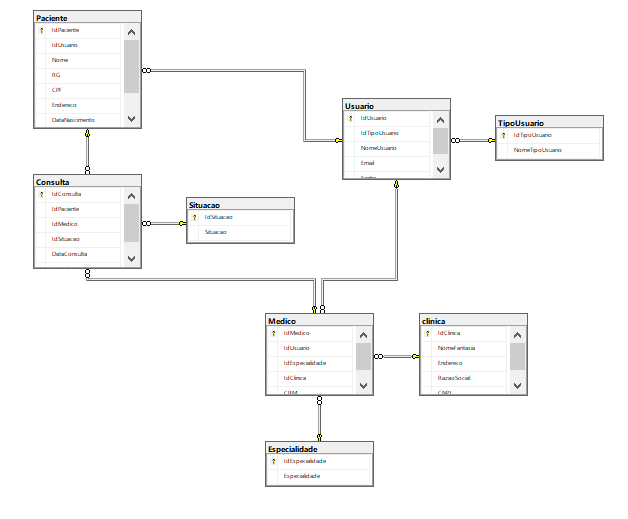 Paciente
IdPaciente
IdUsuario
Nome
RG
CPF
Endereco
DataNascimento
Usuario
IdUsuario
IdTipoUsuario
NomeUsuario
Email
TipoUsuario
IdTipoUsuario
NomeTipoUsuario
Consulta
IdConsulta
IdPaciente
IdMedico
IdSituacao
DataConsulta
Situacao
IdSituacao
Situacao
Medico
IdMedico
IdUsuario
IdEspecialidade
IdClinica
CRM
clinica
IdClinica
NomeFantasia
Endereco
RazaoSocial
CNPJ
Especialidade
IdEspecialidade
Especialidade